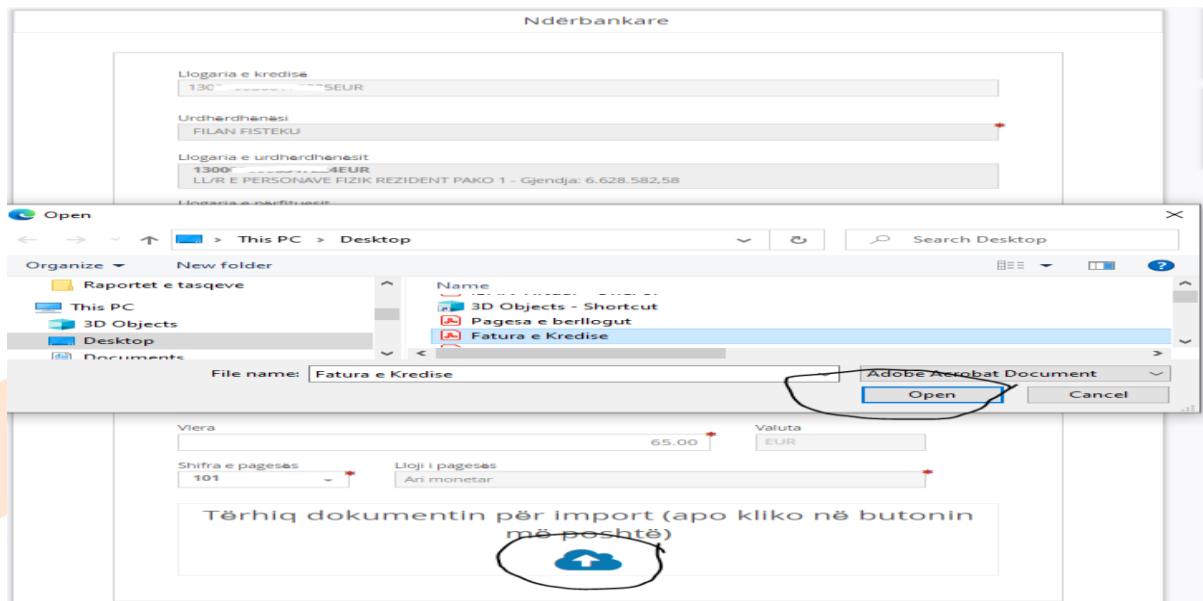 Ndërbankare
Llogaria e kredisë
Urdhërdhënësi
FILAN FISTEKU
Llogaria e urdhërdhënësit
LL/R E PERSONAVE FIZIK REZIDENT PAKO 1 - Gjendja: 6.628.582,58
Llogaria e përfituesit
Open
This PC > Desktop
Search Desktop
Organize
New folder
Raportet e tasqeve
This PC
3D Objects
Desktop
Documents
Name
3D Objects - Shortcut
Pagesa e berllogut
Fatura e Kredise
File name: Fatura e Kredise
Adobe Acrobat Document
Open
Cancel
Vlera
65.00 *
Valuta
EUR
Shifra e pagesës
101 *
Lloji i pagesës
Ari monetar *
Tërhiq dokumentin për import (apo kliko në butonin
më poshtë)